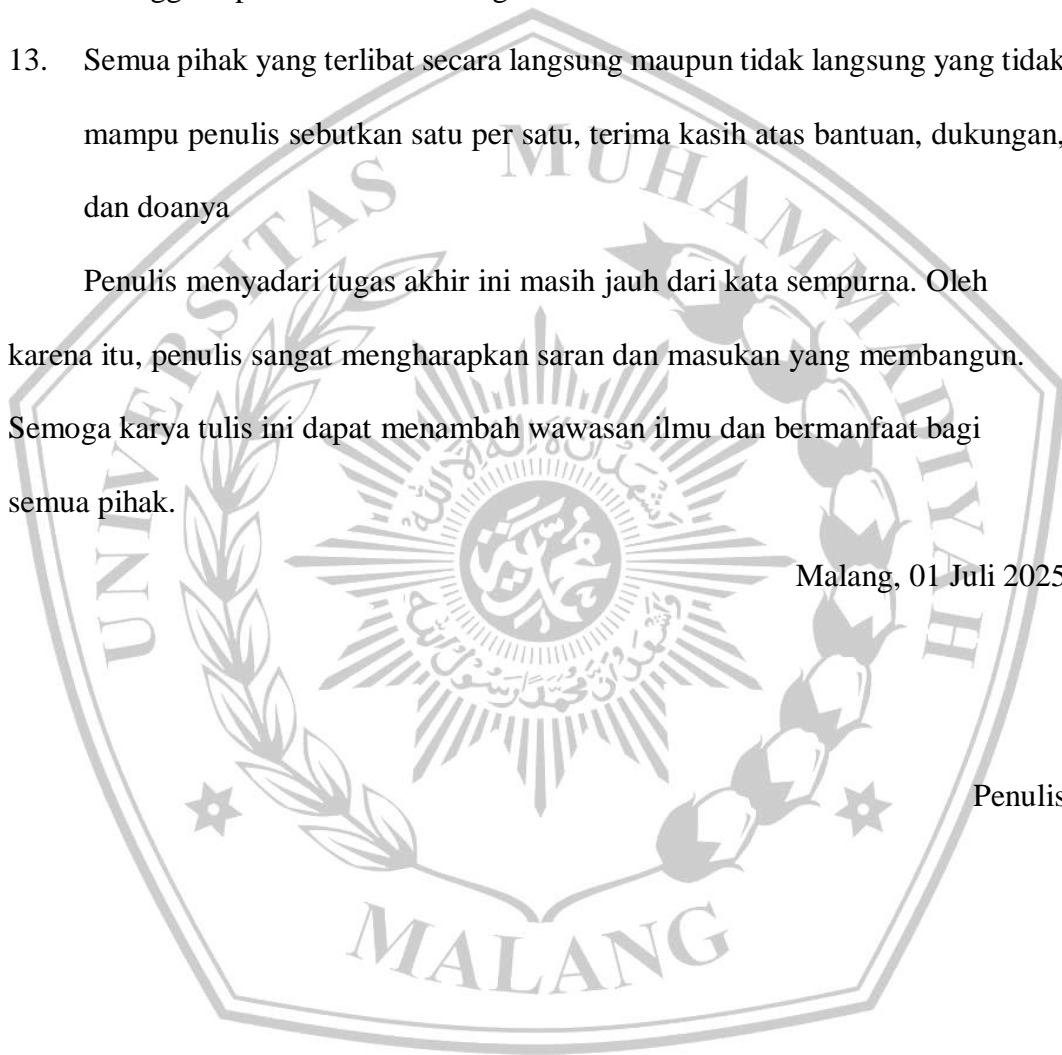 13. Semua pihak yang terlibat secara langsung maupun tidak langsung yang tidak
mampu penulis sebutkan satu per satu, terima kasih atas bantuan, dukungan,
dan doanya
Penulis menyadari tugas akhir ini masih jauh dari kata sempurna. Oleh
karena itu, penulis sangat mengharapkan saran dan masukan yang membangun.
Semoga karya tulis ini dapat menambah wawasan ilmu dan bermanfaat bagi
semua pihak.
Malang, 01 Juli 2025
Penulis
UNIVERSITAS MUHAMMADIYAH
MALANG